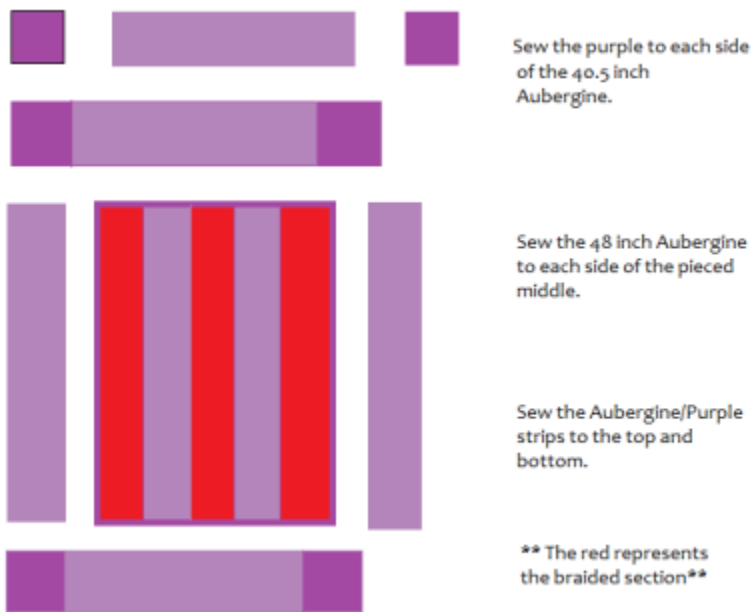 Sew the purple to each side
of the 40.5 inch
Aubergine.
Sew the 48 inch Aubergine
to each side of the pieced
middle.
Sew the Aubergine/Purple
strips to the top and
bottom.
** The red represents
the braided section**